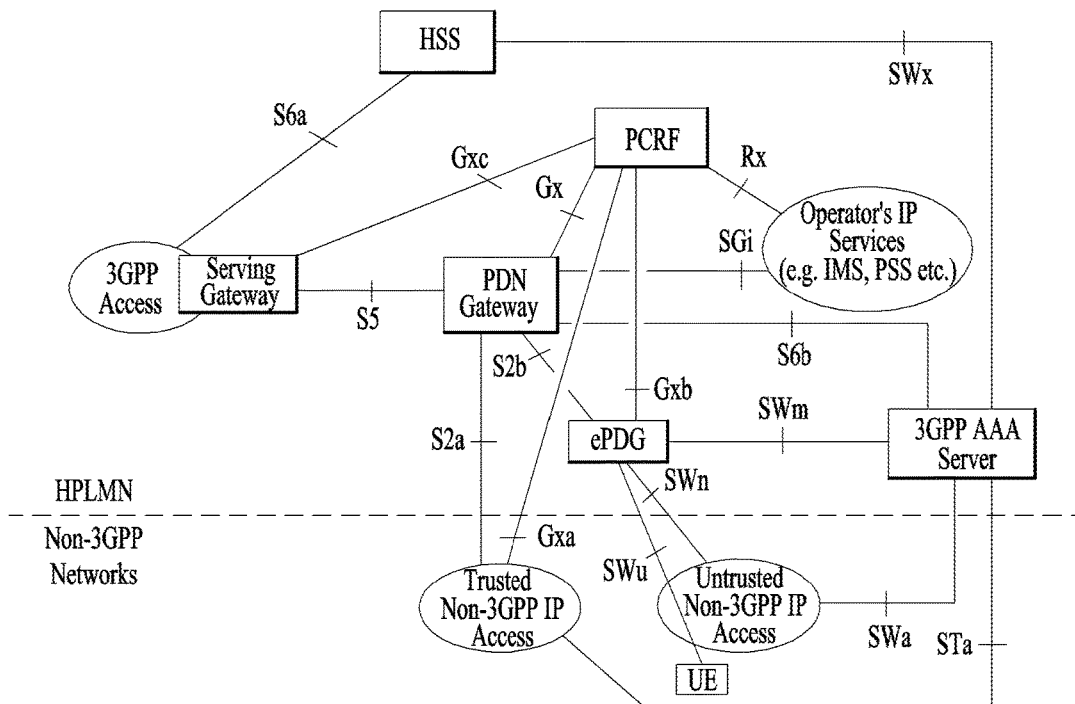 HSS
SWx
S6a
PCRF
Gxc
Rx
Gx
Operator's IP
Services
(e.g. IMS, PSS etc.)
SGi
3GPP
Access
Serving
Gateway
PDN
Gateway
S5
S6b
S2b
Gxb
SWm
3GPP AAA
Server
S2a
ePDG
SWn
HPLMN
Non-3GPP
Networks
Gxa
SWu
Trusted
Non-3GPP IP
Access
Untrusted
Non-3GPP IP
Access
SWa
STa
UE